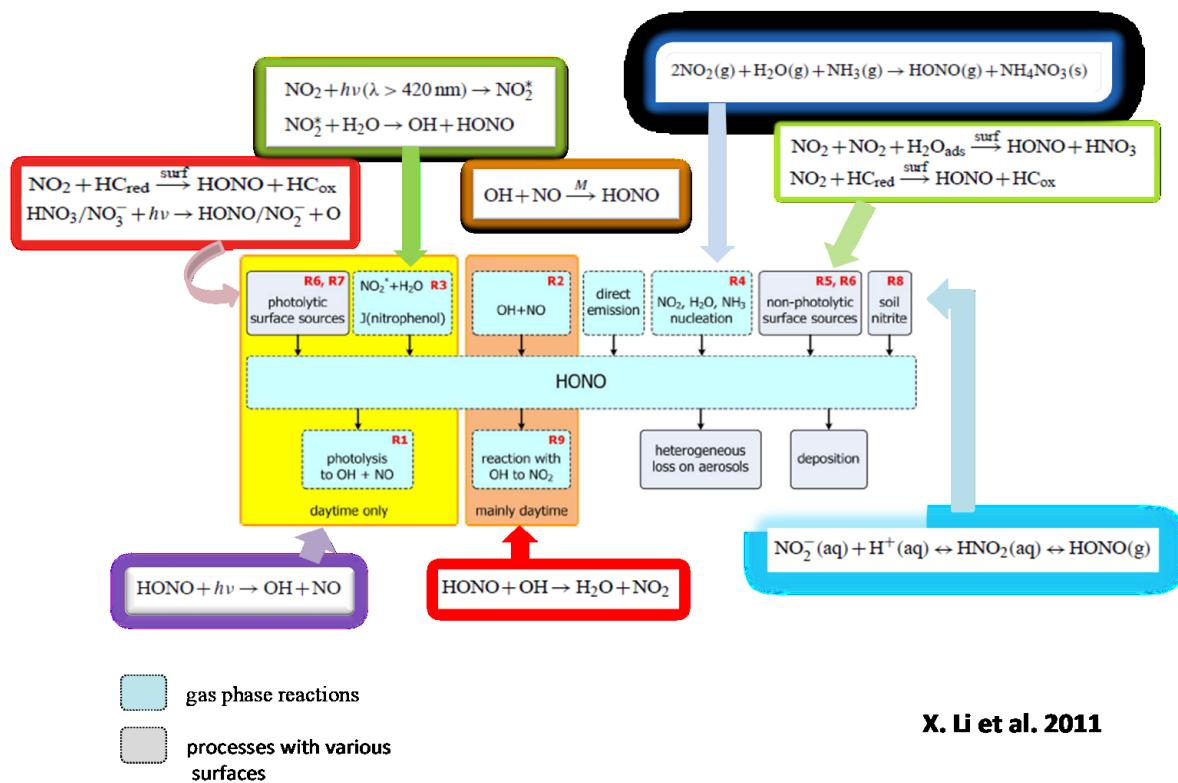 2NO₂(g)+H₂O(g)+NH₃(g)→HONO(g)+NH₄NO₃(s)
NO₂+hν(λ > 420 nm)→NO₂*
NO₂*+H₂O→OH+HONO
NO₂+NO₂+H₂Oads —surf→ HONO+HNO₃
NO₂+HCred —surf→ HONO+HCox
NO₂+HCred —surf→ HONO+HCox
HNO₃/NO₃⁻+hν→HONO/NO₂⁻+O
OH+NO —M→ HONO
R6, R7
photolytic
surface sources
NO₂*+H₂O R3
J(nitrophenol)
R2
OH+NO
direct
emission
R4
NO₂, H₂O, NH₃
nucleation
R5, R6
non-photolytic
surface sources
R8
soil
nitrite
HONO
R1
photolysis
to OH + NO
R9
reaction with
OH to NO₂
heterogeneous
loss on aerosols
deposition
daytime only
mainly daytime
NO₂⁻(aq)+H⁺(aq)↔HNO₂(aq)↔HONO(g)
HONO+hν→OH+NO
HONO+OH→H₂O+NO₂
gas phase reactions
processes with various
surfaces
X. Li et al. 2011